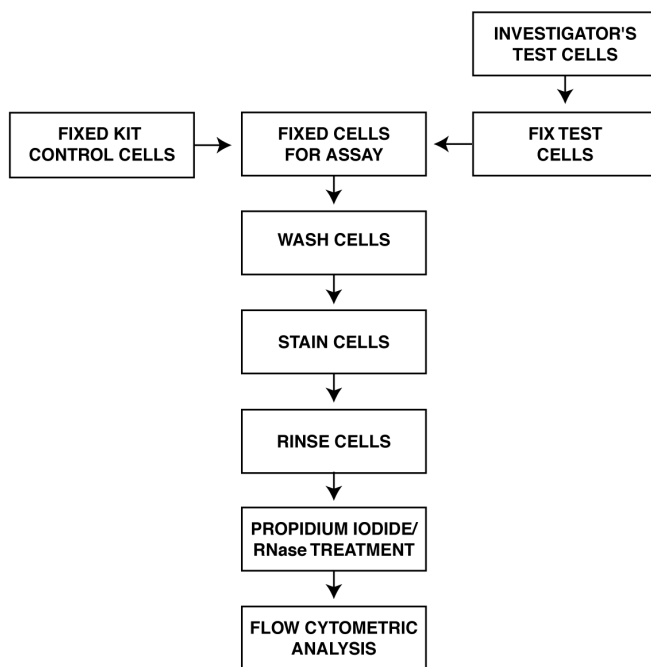 INVESTIGATOR'S
TEST CELLS
FIXED KIT
CONTROL CELLS
FIXED CELLS
FOR ASSAY
FIX TEST
CELLS
WASH CELLS
STAIN CELLS
RINSE CELLS
PROPIDIUM IODIDE/
RNase TREATMENT
FLOW CYTOMETRIC
ANALYSIS